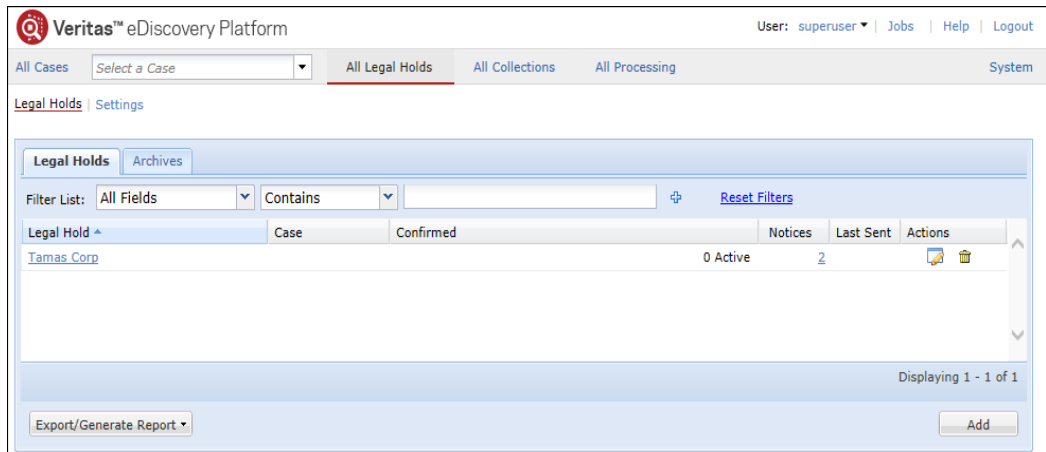 Veritas™ eDiscovery Platform User: superuser | Jobs | Help | Logout
All Cases Select a Case All Legal Holds All Collections All Processing System
Legal Holds | Settings
Legal Holds Archives
Filter List: All Fields Contains Reset Filters
Legal Hold Case Confirmed Notices Last Sent Actions
Tamas Corp 0 Active 2
Displaying 1 - 1 of 1
Export/Generate Report Add